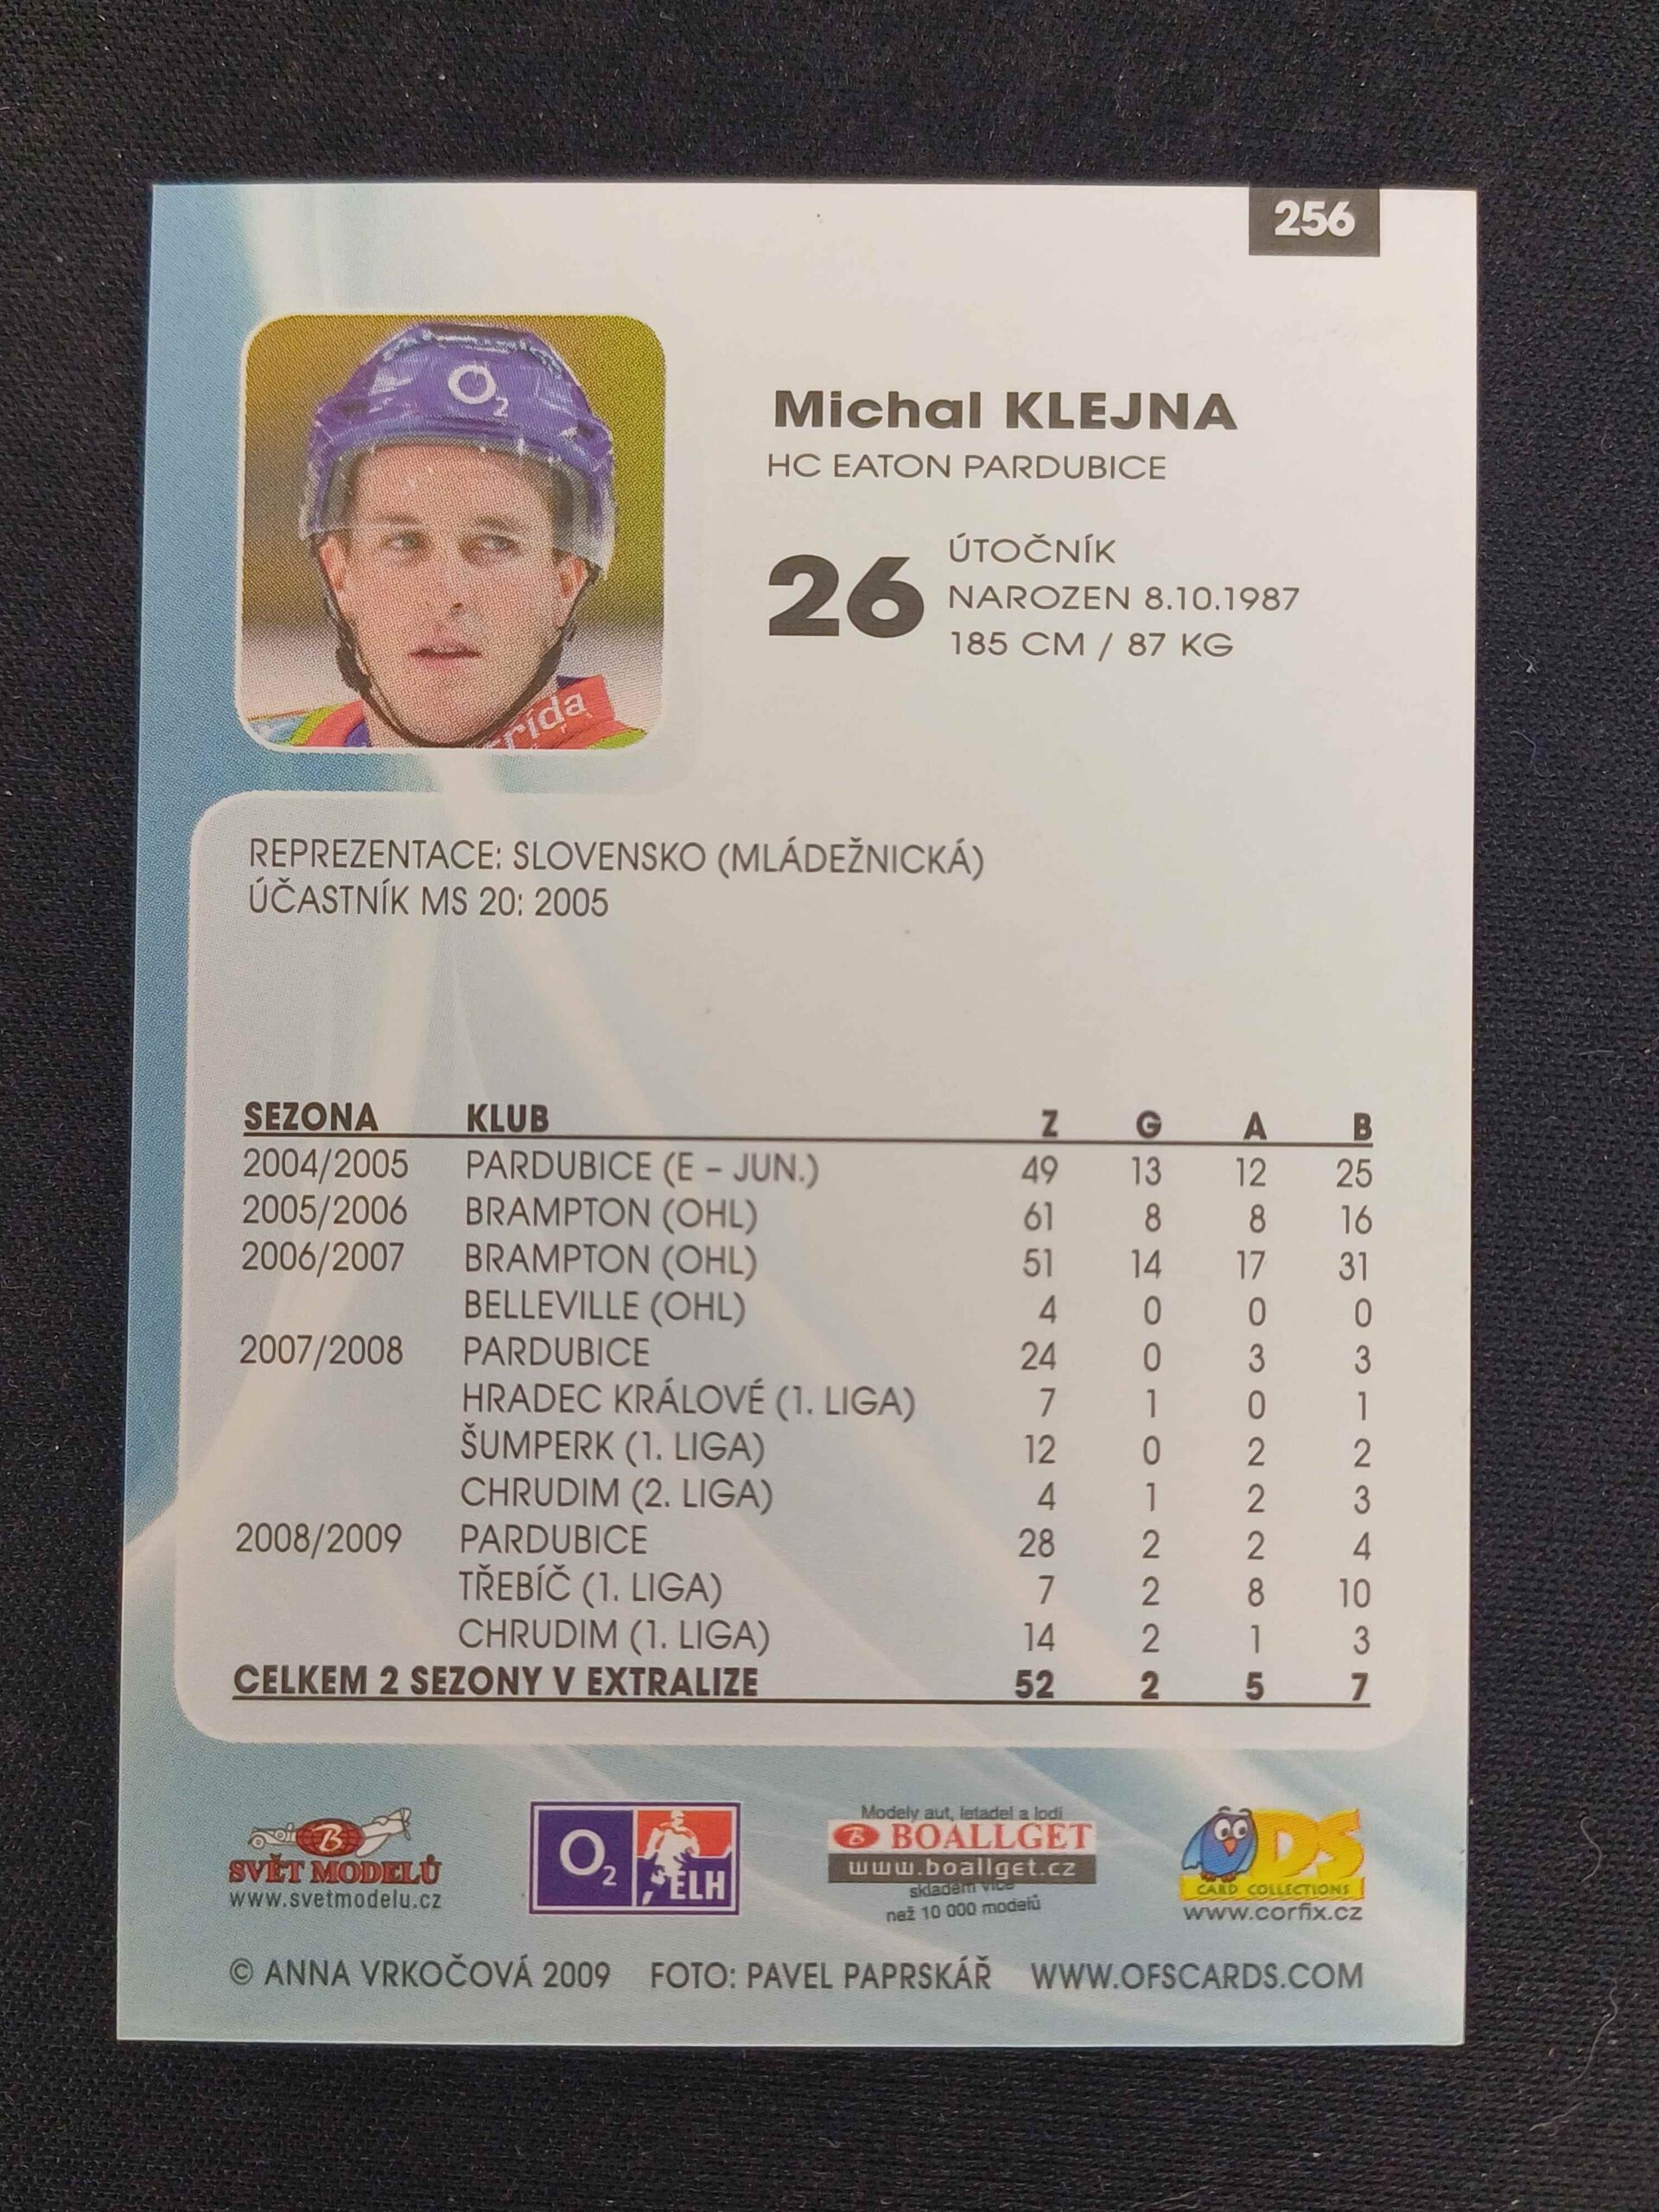 256
O2
třída
Michal KLEJNA
HC EATON PARDUBICE
26
ÚTOČNÍK
NAROZEN 8.10.1987
185 CM / 87 KG
REPREZENTACE: SLOVENSKO (MLÁDEŽNICKÁ)
ÚČASTNÍK MS 20: 2005
SEZONA KLUB Z G A B
2004/2005 PARDUBICE (E – JUN.) 49 13 12 25
2005/2006 BRAMPTON (OHL) 61 8 8 16
2006/2007 BRAMPTON (OHL) 51 14 17 31
BELLEVILLE (OHL) 4 0 0 0
2007/2008 PARDUBICE 24 0 3 3
HRADEC KRÁLOVÉ (1. LIGA) 7 1 0 1
ŠUMPERK (1. LIGA) 12 0 2 2
CHRUDIM (2. LIGA) 4 1 2 3
2008/2009 PARDUBICE 28 2 2 4
TŘEBÍČ (1. LIGA) 7 2 8 10
CHRUDIM (1. LIGA) 14 2 1 3
CELKEM 2 SEZONY V EXTRALIZE 52 2 5 7
B
SVĚT MODELŮ
www.svetmodelu.cz
O2 ELH
Modely aut, letadel a lodí
B BOALLGET
www.boallget.cz
skladem více
než 10 000 modelů
DS
CARD COLLECTIONS
www.corfix.cz
© ANNA VRKOČOVÁ 2009 FOTO: PAVEL PAPRSKÁŘ WWW.OFSCARDS.COM